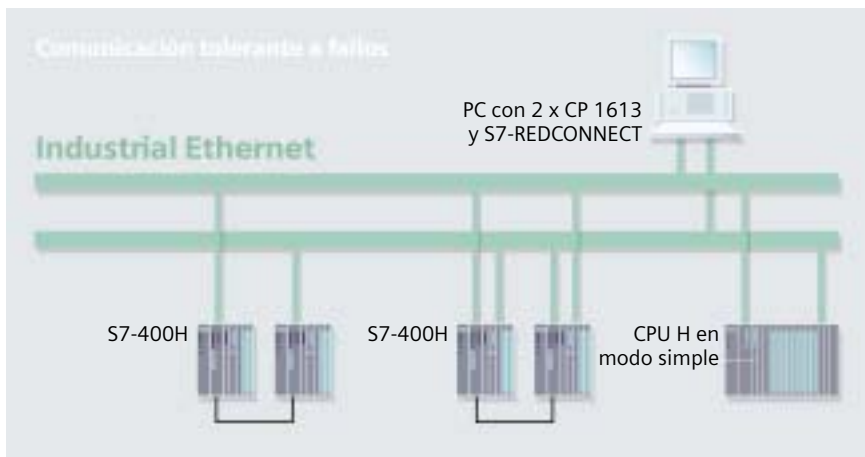 Comunicación tolerante a fallos
PC con 2 x CP 1613
y S7-REDCONNECT
Industrial Ethernet
S7-400H
S7-400H
CPU H en
modo simple